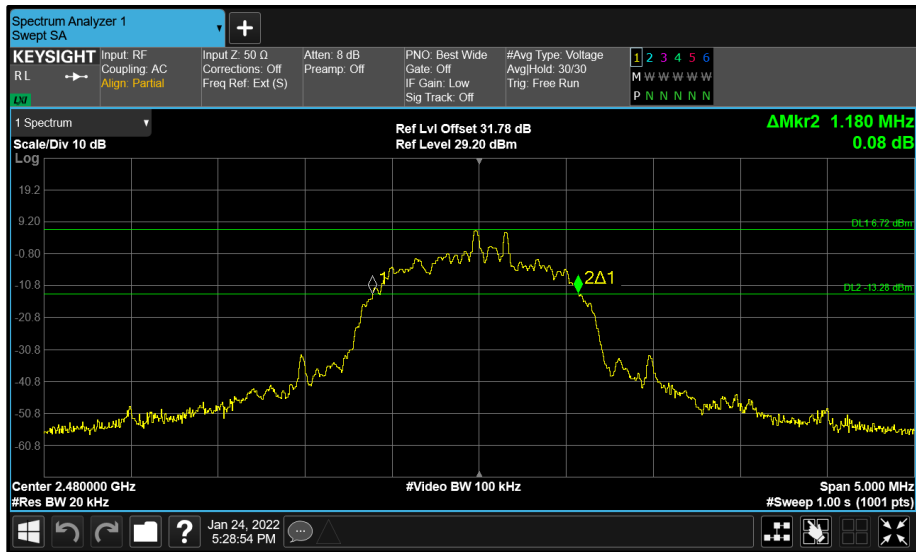 Spectrum Analyzer 1
Swept SA
KEYSIGHT
R L
LXI
Input: RF
Coupling: AC
Align: Partial
Input Z: 50 Ω
Corrections: Off
Freq Ref: Ext (S)
Atten: 8 dB
Preamp: Off
PNO: Best Wide
Gate: Off
IF Gain: Low
Sig Track: Off
#Avg Type: Voltage
Avg|Hold: 30/30
Trig: Free Run
1 2 3 4 5 6
M W W W W W
P N N N N N
1 Spectrum
Scale/Div 10 dB
Log
Ref Lvl Offset 31.78 dB
Ref Level 29.20 dBm
ΔMkr2 1.180 MHz
0.08 dB
19.2
9.20
DL1 6.72 dBm
-0.80
1
2Δ1
-10.8
DL2 -13.28 dBm
-20.8
-30.8
-40.8
-50.8
-60.8
Center 2.480000 GHz
#Video BW 100 kHz
Span 5.000 MHz
#Res BW 20 kHz
#Sweep 1.00 s (1001 pts)
?
Jan 24, 2022
5:28:54 PM